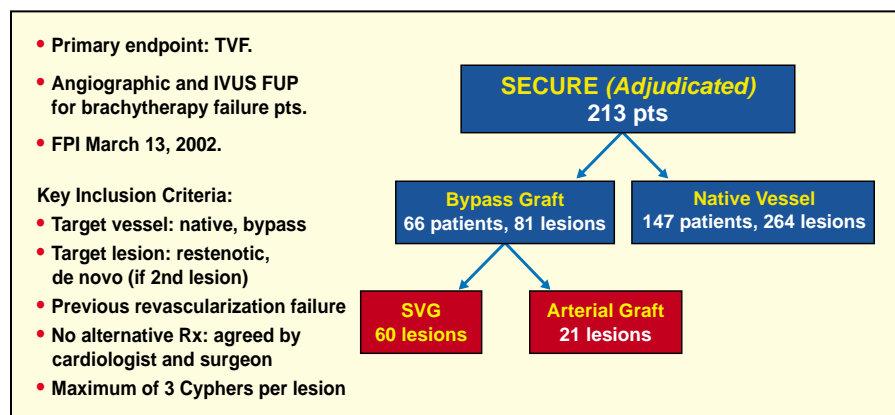 • Primary endpoint: TVF.
• Angiographic and IVUS FUP
for brachytherapy failure pts.
• FPI March 13, 2002.
Key Inclusion Criteria:
• Target vessel: native, bypass
• Target lesion: restenotic,
de novo (if 2nd lesion)
• Previous revascularization failure
• No alternative Rx: agreed by
cardiologist and surgeon
• Maximum of 3 Cyphers per lesion
SECURE (Adjudicated)
213 pts
Bypass Graft
66 patients, 81 lesions
Native Vessel
147 patients, 264 lesions
SVG
60 lesions
Arterial Graft
21 lesions